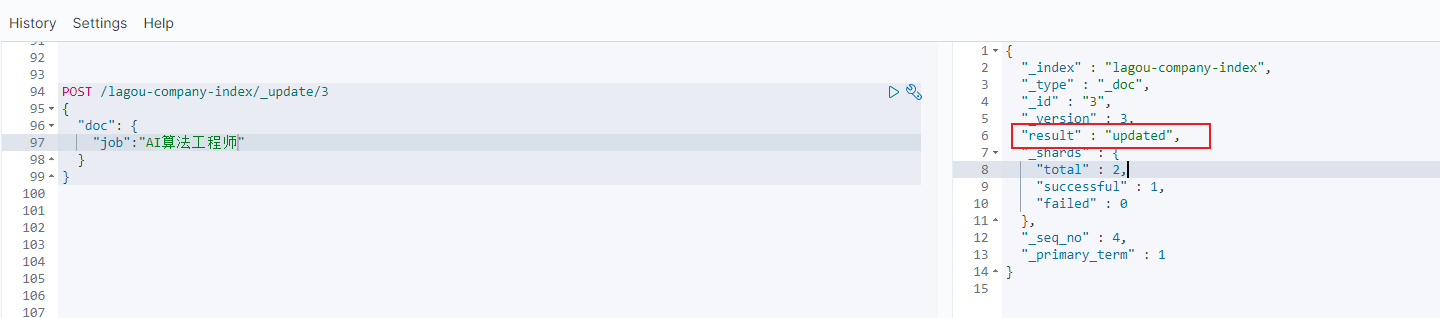 History Settings Help
91
92
93
94 POST /lagou-company-index/_update/3
95 {
96 "doc": {
97 "job":"AI算法工程师"
98 }
99 }
100
101
102
103
104
105
106
107
1 {
2 "_index" : "lagou-company-index",
3 "_type" : "_doc",
4 "_id" : "3",
5 "_version" : 3,
6 "result" : "updated",
7 "_shards" : {
8 "total" : 2,
9 "successful" : 1,
10 "failed" : 0
11 },
12 "_seq_no" : 4,
13 "_primary_term" : 1
14 }
15